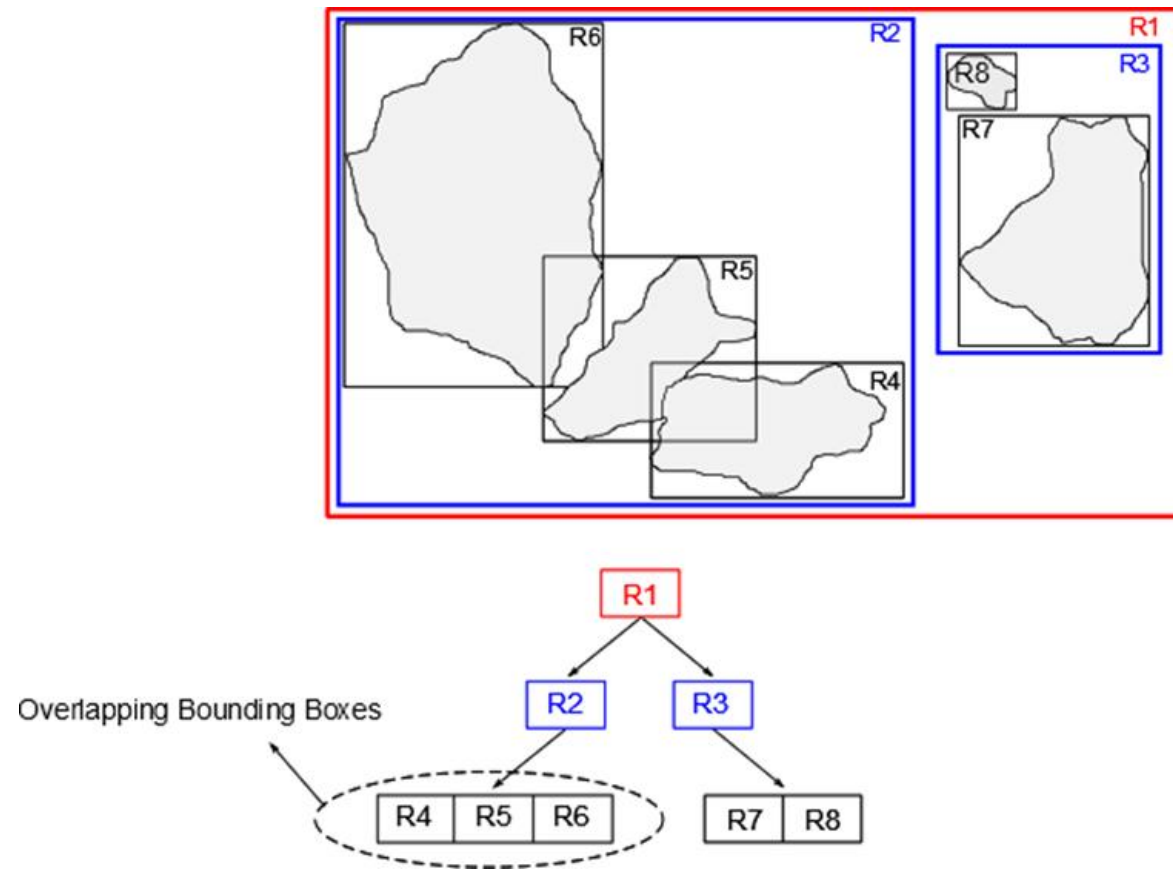 R6
R2
R1
R8
R3
R7
R5
R4
R1
R2
R3
Overlapping Bounding Boxes
R4 R5 R6
R7 R8